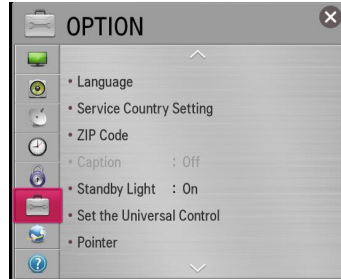 OPTION
• Language
• Service Country Setting
• ZIP Code
• Caption : Off
• Standby Light : On
• Set the Universal Control
• Pointer